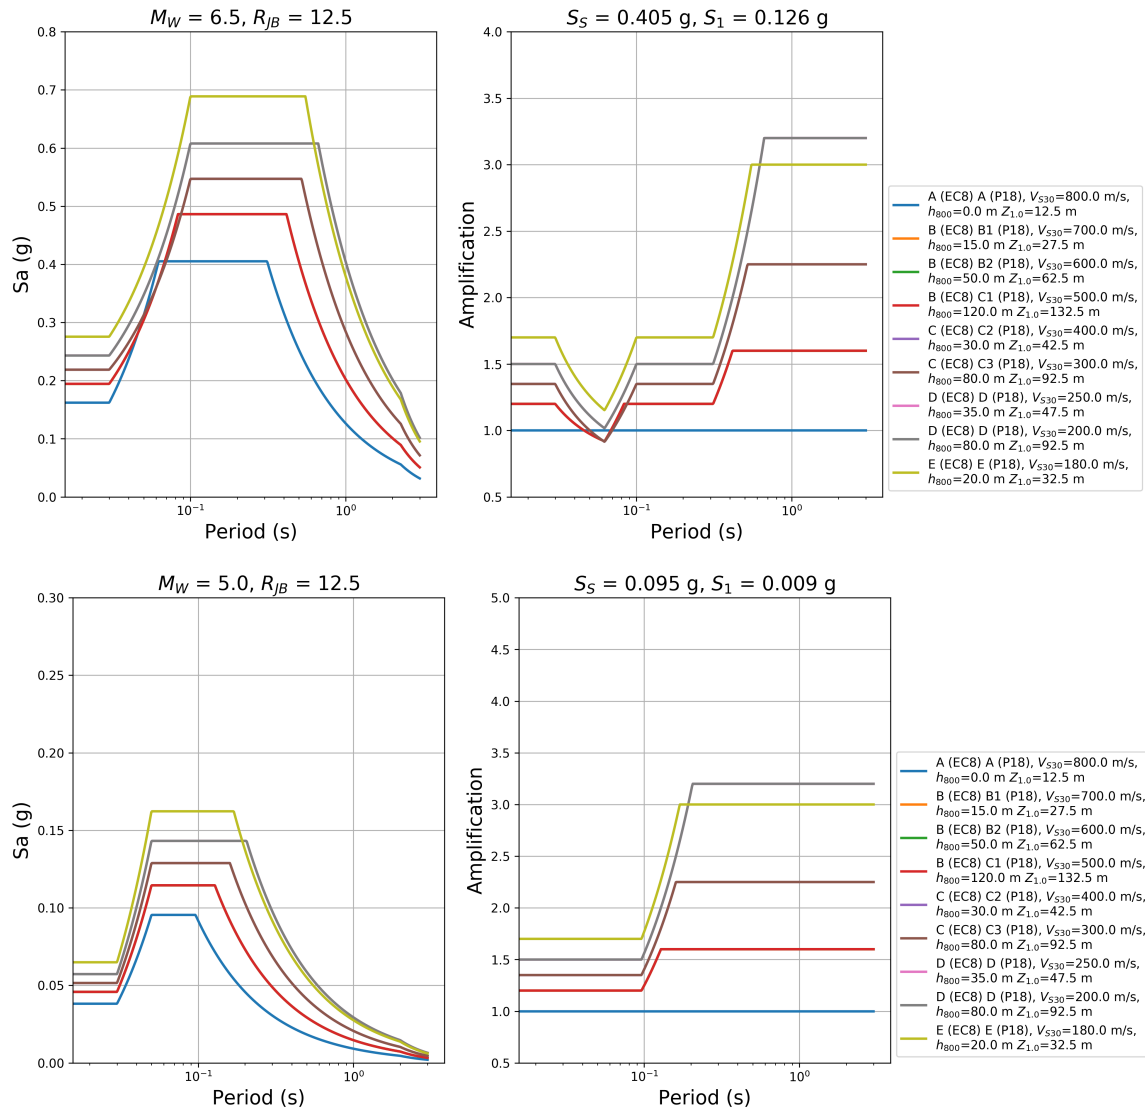 M_W = 6.5, R_JB = 12.5
0.8
0.7
0.6
0.5
0.4
0.3
0.2
0.1
0.0
Sa (g)
10⁻¹
10⁰
Period (s)
S_S = 0.405 g, S_1 = 0.126 g
4.0
3.5
3.0
2.5
2.0
1.5
1.0
0.5
Amplification
10⁻¹
10⁰
Period (s)
A (EC8) A (P18), V_S30=800.0 m/s,
h_800=0.0 m Z_1.0=12.5 m
B (EC8) B1 (P18), V_S30=700.0 m/s,
h_800=15.0 m Z_1.0=27.5 m
B (EC8) B2 (P18), V_S30=600.0 m/s,
h_800=50.0 m Z_1.0=62.5 m
B (EC8) C1 (P18), V_S30=500.0 m/s,
h_800=120.0 m Z_1.0=132.5 m
C (EC8) C2 (P18), V_S30=400.0 m/s,
h_800=30.0 m Z_1.0=42.5 m
C (EC8) C3 (P18), V_S30=300.0 m/s,
h_800=80.0 m Z_1.0=92.5 m
D (EC8) D (P18), V_S30=250.0 m/s,
h_800=35.0 m Z_1.0=47.5 m
D (EC8) D (P18), V_S30=200.0 m/s,
h_800=80.0 m Z_1.0=92.5 m
E (EC8) E (P18), V_S30=180.0 m/s,
h_800=20.0 m Z_1.0=32.5 m
M_W = 5.0, R_JB = 12.5
0.30
0.25
0.20
0.15
0.10
0.05
0.00
Sa (g)
10⁻¹
10⁰
Period (s)
S_S = 0.095 g, S_1 = 0.009 g
5.0
4.5
4.0
3.5
3.0
2.5
2.0
1.5
1.0
0.5
Amplification
10⁻¹
10⁰
Period (s)
A (EC8) A (P18), V_S30=800.0 m/s,
h_800=0.0 m Z_1.0=12.5 m
B (EC8) B1 (P18), V_S30=700.0 m/s,
h_800=15.0 m Z_1.0=27.5 m
B (EC8) B2 (P18), V_S30=600.0 m/s,
h_800=50.0 m Z_1.0=62.5 m
B (EC8) C1 (P18), V_S30=500.0 m/s,
h_800=120.0 m Z_1.0=132.5 m
C (EC8) C2 (P18), V_S30=400.0 m/s,
h_800=30.0 m Z_1.0=42.5 m
C (EC8) C3 (P18), V_S30=300.0 m/s,
h_800=80.0 m Z_1.0=92.5 m
D (EC8) D (P18), V_S30=250.0 m/s,
h_800=35.0 m Z_1.0=47.5 m
D (EC8) D (P18), V_S30=200.0 m/s,
h_800=80.0 m Z_1.0=92.5 m
E (EC8) E (P18), V_S30=180.0 m/s,
h_800=20.0 m Z_1.0=32.5 m